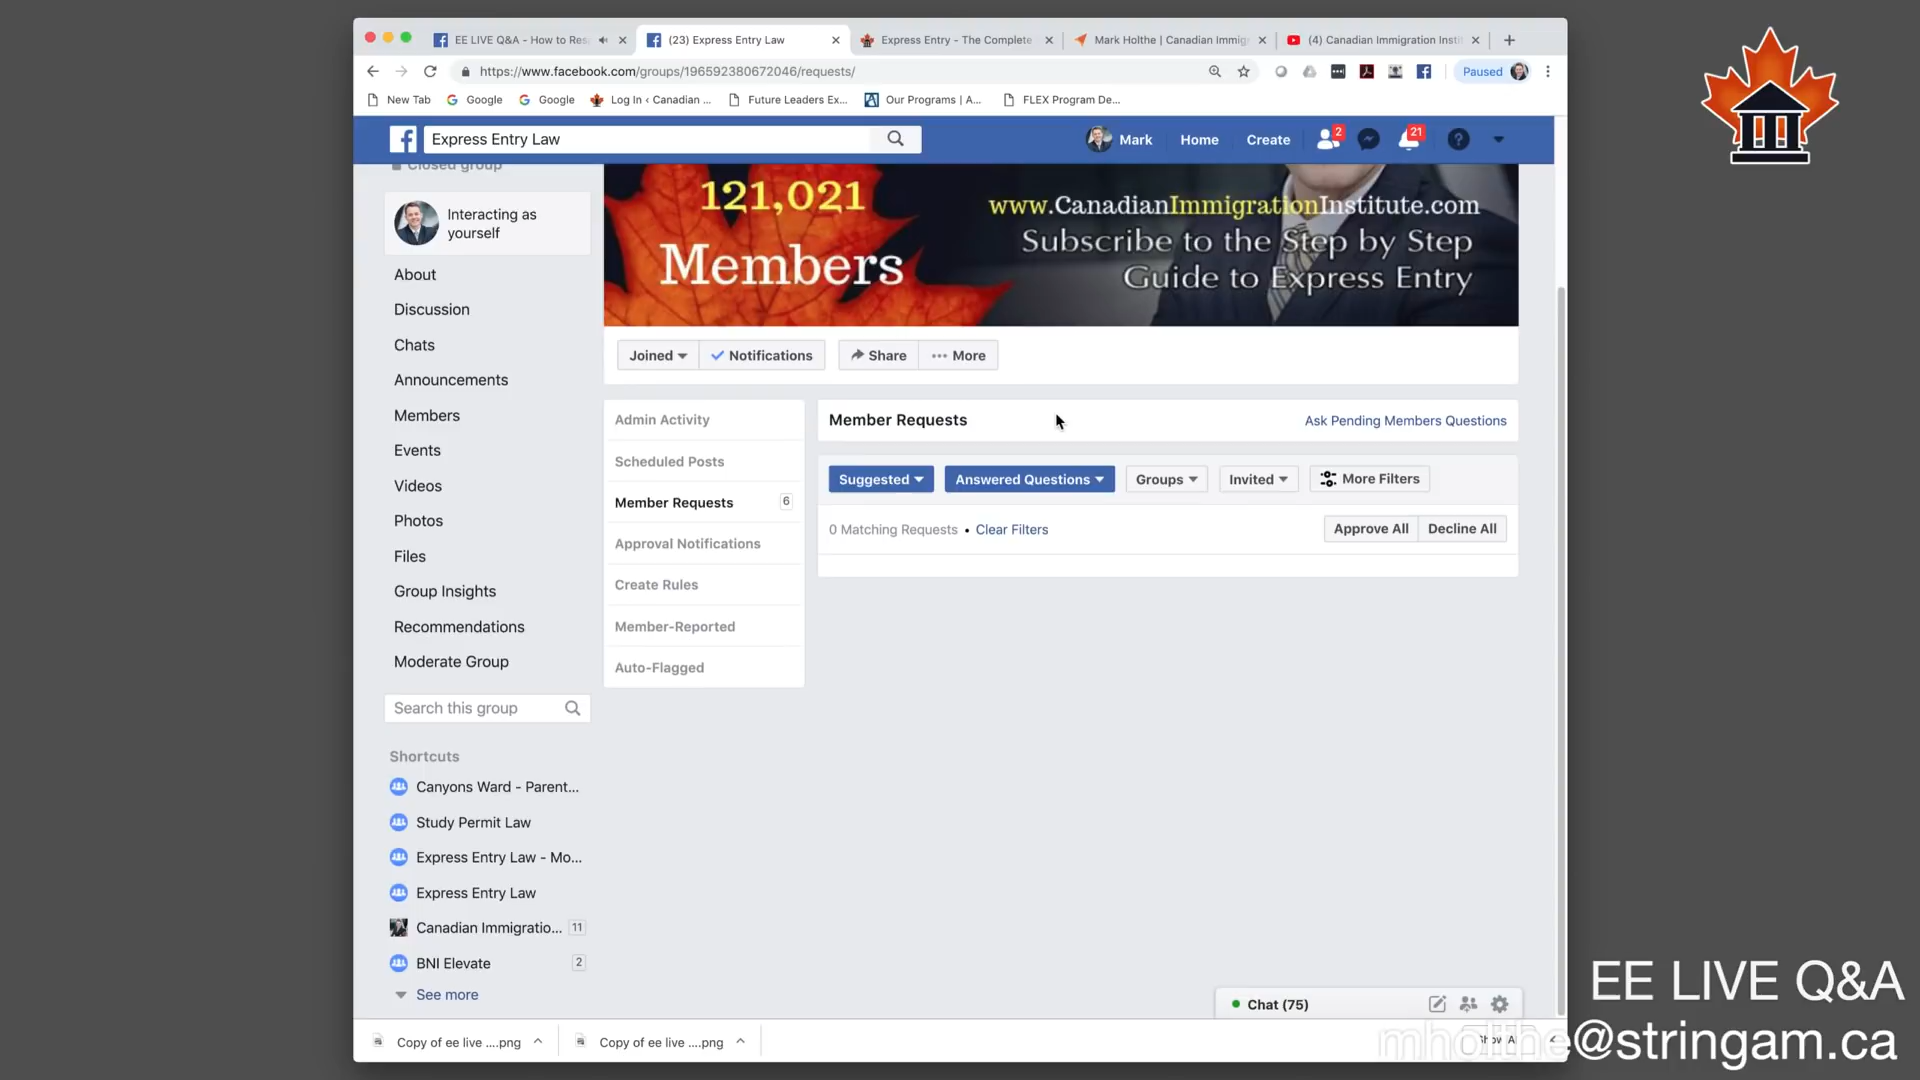 EE LIVE Q&A - How to Res
(23) Express Entry Law
Express Entry - The Complete
Mark Holthe | Canadian Immig
(4) Canadian Immigration Insti
https://www.facebook.com/groups/196592380672046/requests/
Paused
New Tab
Google
Google
Log In ‹ Canadian ...
Future Leaders Ex...
Our Programs | A...
FLEX Program De...
Express Entry Law
Mark
Home
Create
2
21
Closed group
Interacting as
yourself
About
Discussion
Chats
Announcements
Members
Events
Videos
Photos
Files
Group Insights
Recommendations
Moderate Group
Search this group
Shortcuts
Canyons Ward - Parent...
Study Permit Law
Express Entry Law - Mo...
Express Entry Law
Canadian Immigratio... 11
BNI Elevate 2
See more
121,021
Members
www.CanadianImmigrationInstitute.com
Subscribe to the Step by Step
Guide to Express Entry
Joined
Notifications
Share
More
Admin Activity
Scheduled Posts
Member Requests 6
Approval Notifications
Create Rules
Member-Reported
Auto-Flagged
Member Requests
Ask Pending Members Questions
Suggested
Answered Questions
Groups
Invited
More Filters
0 Matching Requests • Clear Filters
Approve All
Decline All
Chat (75)
Copy of ee live ....png
Copy of ee live ....png
EE LIVE Q&A
mholthe@stringam.ca